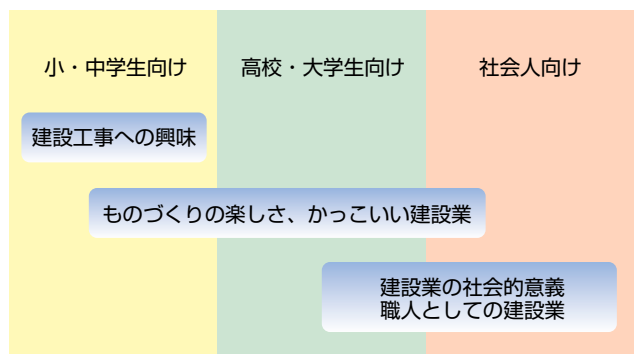 小・中学生向け
高校・大学生向け
社会人向け
建設工事への興味
ものづくりの楽しさ、かっこいい建設業
建設業の社会的意義
職人としての建設業